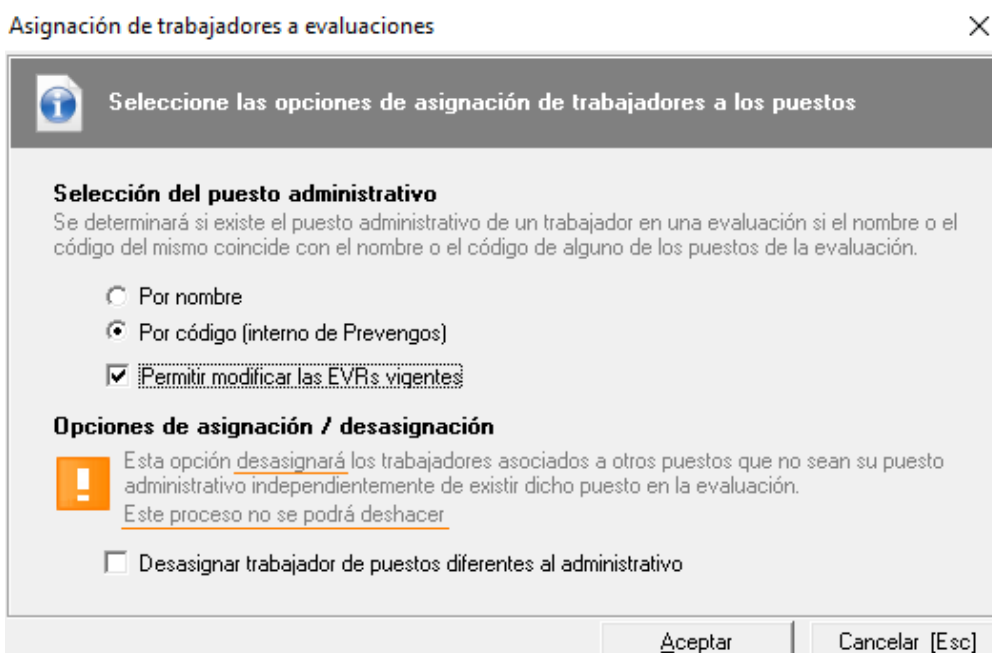 Asignación de trabajadores a evaluaciones
Seleccione las opciones de asignación de trabajadores a los puestos
Selección del puesto administrativo
Se determinará si existe el puesto administrativo de un trabajador en una evaluación si el nombre o el
código del mismo coincide con el nombre o el código de alguno de los puestos de la evaluación.
Por nombre
Por código (interno de Prevengos)
Permitir modificar las EVRs vigentes
Opciones de asignación / desasignación
Esta opción desasignará los trabajadores asociados a otros puestos que no sean su puesto
administrativo independientemente de existir dicho puesto en la evaluación.
Este proceso no se podrá deshacer
Desasignar trabajador de puestos diferentes al administrativo
Aceptar
Cancelar [Esc]